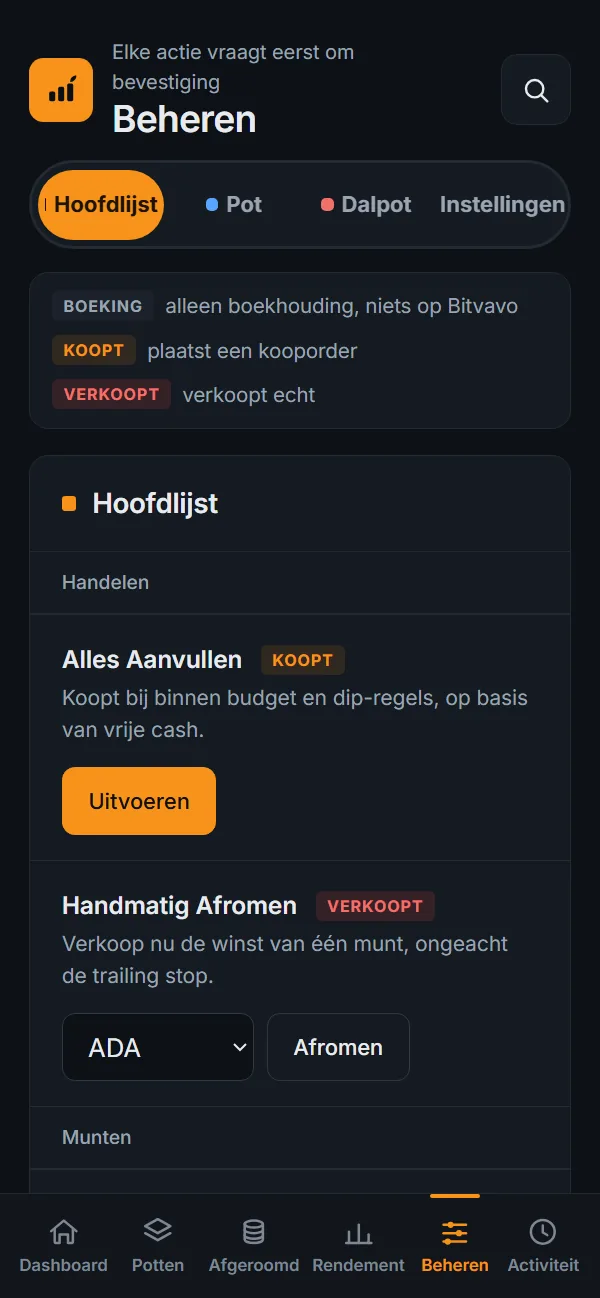 Elke actie vraagt eerst om
bevestiging
Beheren
Hoofdlijst Pot Dalpot Instellingen
BOEKING alleen boekhouding, niets op Bitvavo
KOOPT plaatst een kooporder
VERKOOPT verkoopt echt
Hoofdlijst
Handelen
Alles Aanvullen KOOPT
Koopt bij binnen budget en dip-regels, op basis
van vrije cash.
Uitvoeren
Handmatig Afromen VERKOOPT
Verkoop nu de winst van één munt, ongeacht
de trailing stop.
ADA Afromen
Munten
Dashboard Potten Afgeroomd Rendement Beheren Activiteit